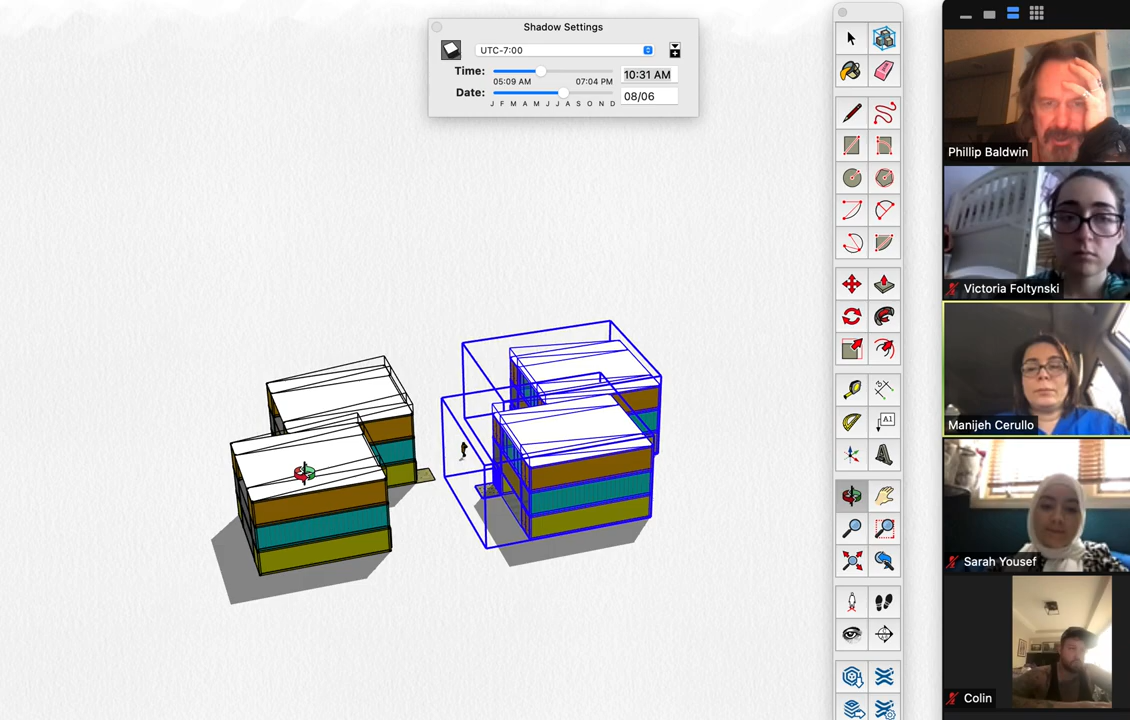 Shadow Settings
UTC-7:00
Time:
10:31 AM
05:09 AM
07:04 PM
Date:
08/06
J F M A M J J A S O N D
A1
Phillip Baldwin
Victoria Foltynski
Manijeh Cerullo
Sarah Yousef
Colin